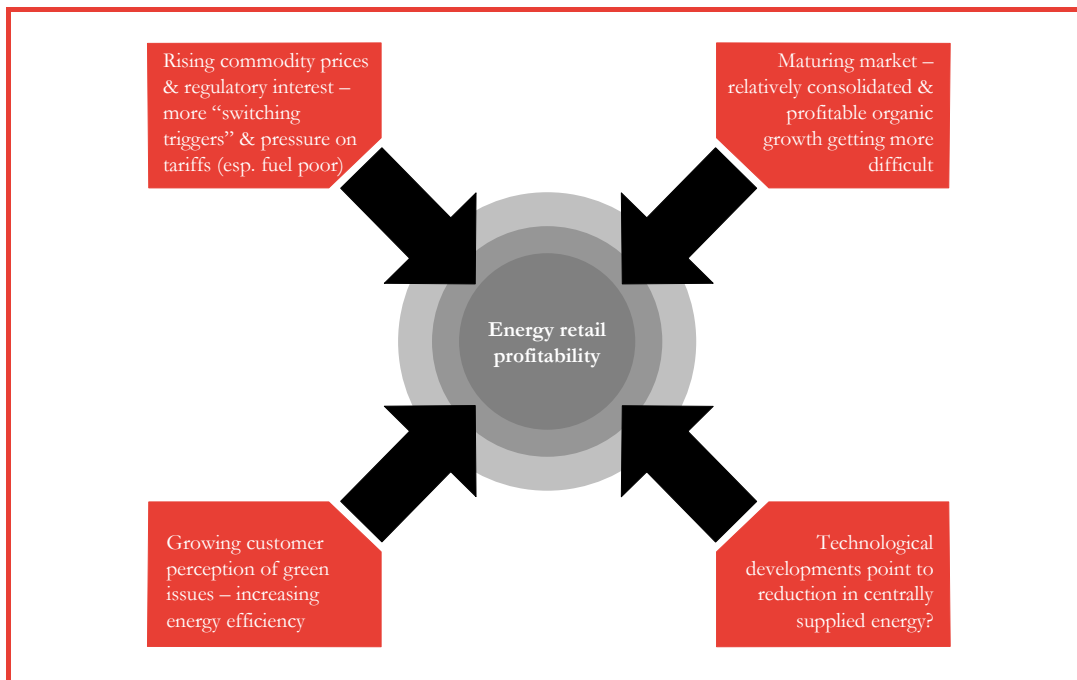 Rising commodity prices
& regulatory interest –
more “switching
triggers” & pressure on
tariffs (esp. fuel poor)
Maturing market –
relatively consolidated &
profitable organic
growth getting more
difficult
Energy retail
profitability
Growing customer
perception of green
issues – increasing
energy efficiency
Technological
developments point to
reduction in centrally
supplied energy?